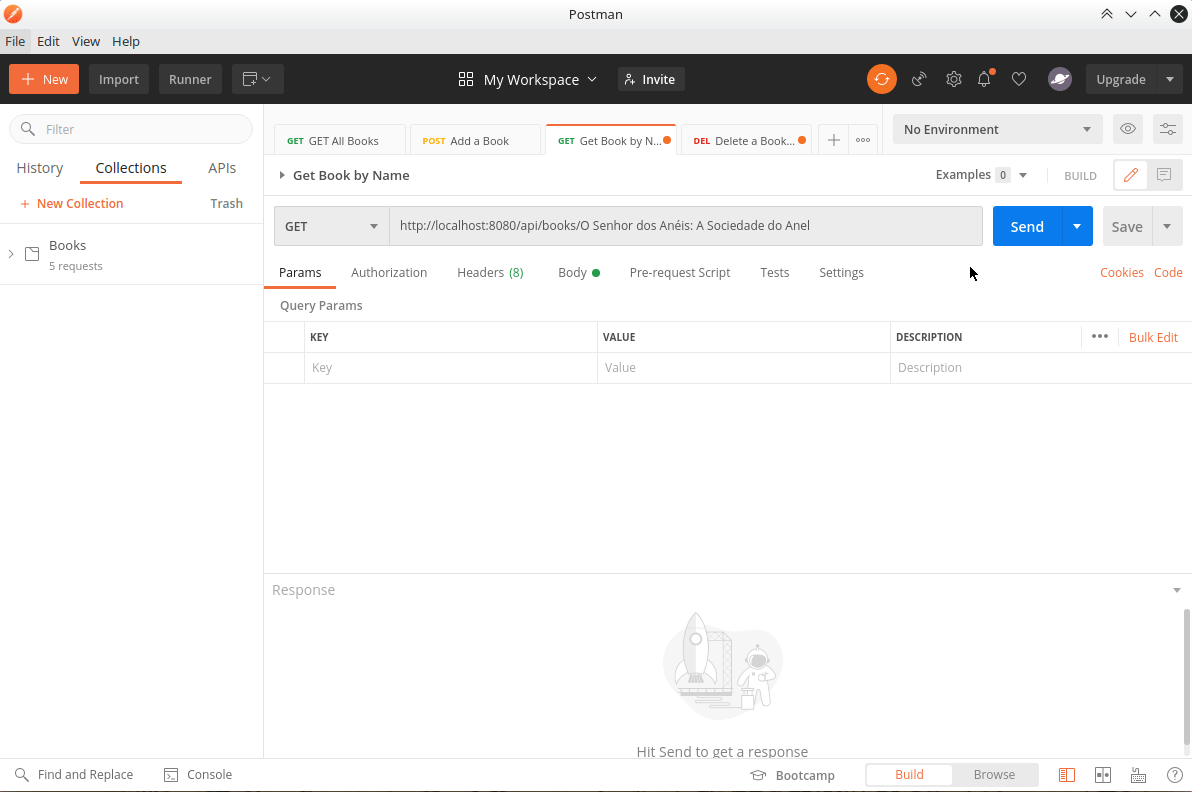 Postman
File Edit View Help
New Import Runner My Workspace Invite Upgrade
Filter
History Collections APIs
+ New Collection Trash
Books
5 requests
GET GET All Books POST Add a Book GET Get Book by N... DEL Delete a Book... No Environment
Get Book by Name Examples 0 BUILD
GET http://localhost:8080/api/books/O Senhor dos Anéis: A Sociedade do Anel Send Save
Params Authorization Headers (8) Body Pre-request Script Tests Settings Cookies Code
Query Params
KEY VALUE DESCRIPTION Bulk Edit
Key Value Description
Response
Hit Send to get a response
Find and Replace Console Bootcamp Build Browse